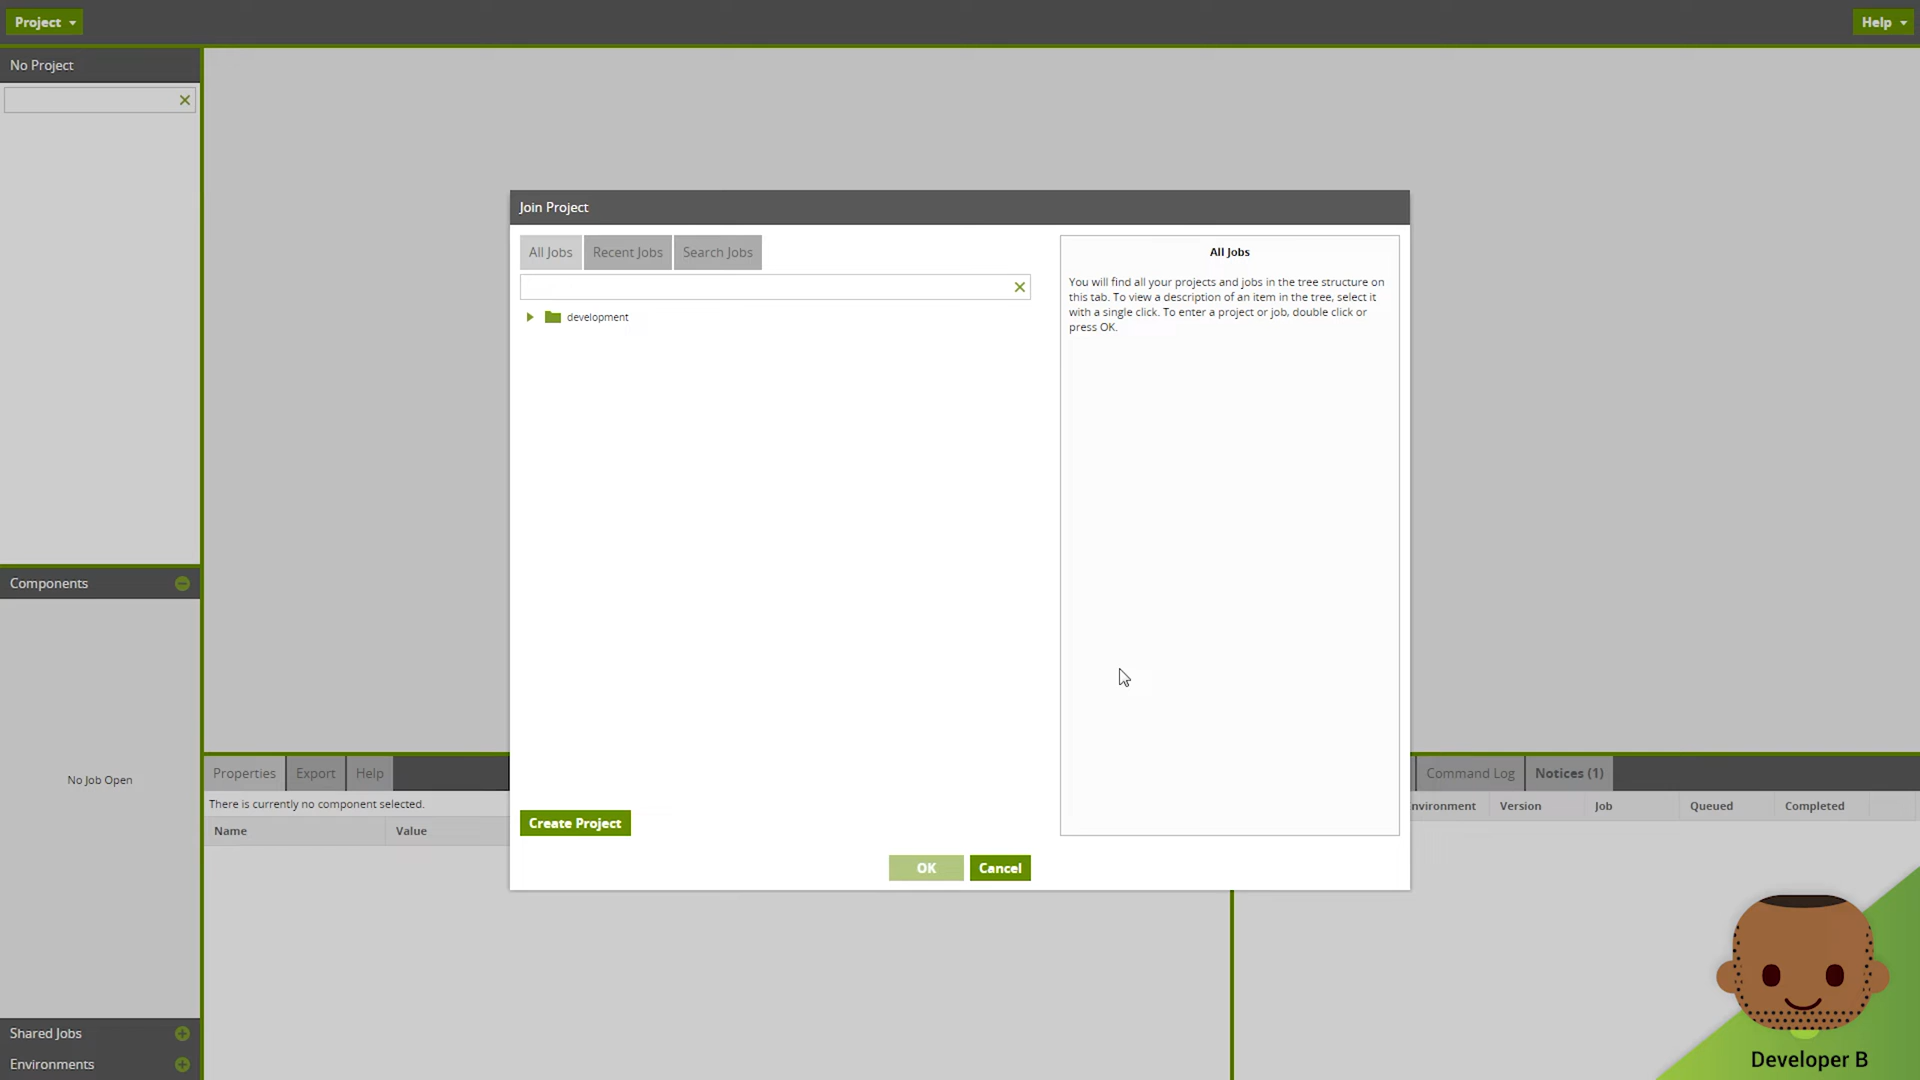 Project
Help
No Project
Join Project
All Jobs
Recent Jobs
Search Jobs
development
All Jobs
You will find all your projects and jobs in the tree structure on
this tab. To view a description of an item in the tree, select it
with a single click. To enter a project or job, double click or
press OK.
Create Project
OK
Cancel
Components
No Job Open
Shared Jobs
Environments
Properties
Export
Help
There is currently no component selected.
Name
Value
Command Log
Notices (1)
nvironment
Version
Job
Queued
Completed
Developer B